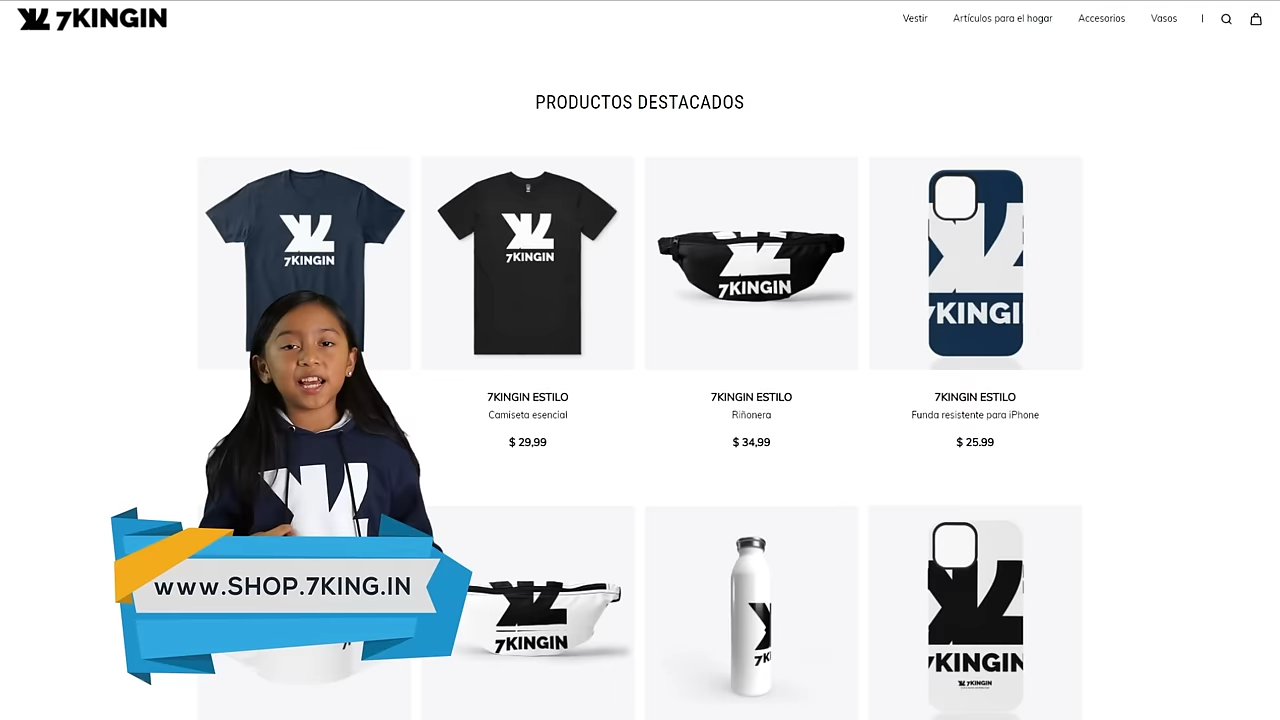 7KINGIN
Vestir Artículos para el hogar Accesorios Vasos
PRODUCTOS DESTACADOS
7KINGIN
7KINGIN
7KINGIN
7KINGI
7KINGIN ESTILO
Camiseta esencial
$ 29,99
7KINGIN ESTILO
Riñonera
$ 34,99
7KINGIN ESTILO
Funda resistente para iPhone
$ 25.99
www.SHOP.7KING.IN
7KINGIN
7K
7KINGIN
7KINGIN